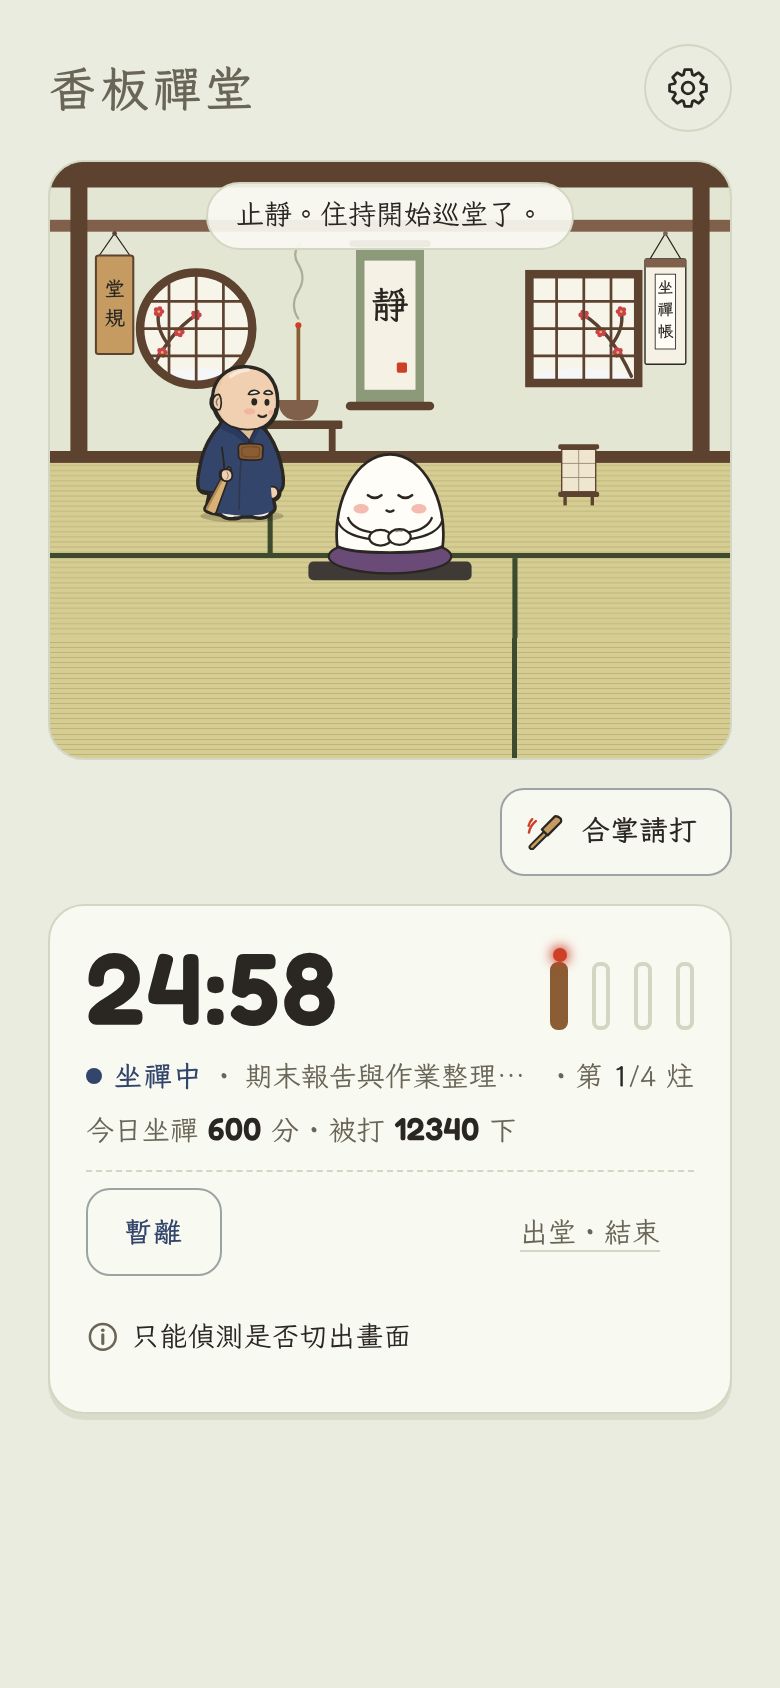 香板禪堂
止靜。住持開始巡堂了。
堂規
靜
坐禪帳
合掌請打
24:58
坐禪中 · 期末報告與作業整理… · 第 1/4 炷
今日坐禪 600 分 · 被打 12340 下
暫離
出堂 · 結束
只能偵測是否切出畫面